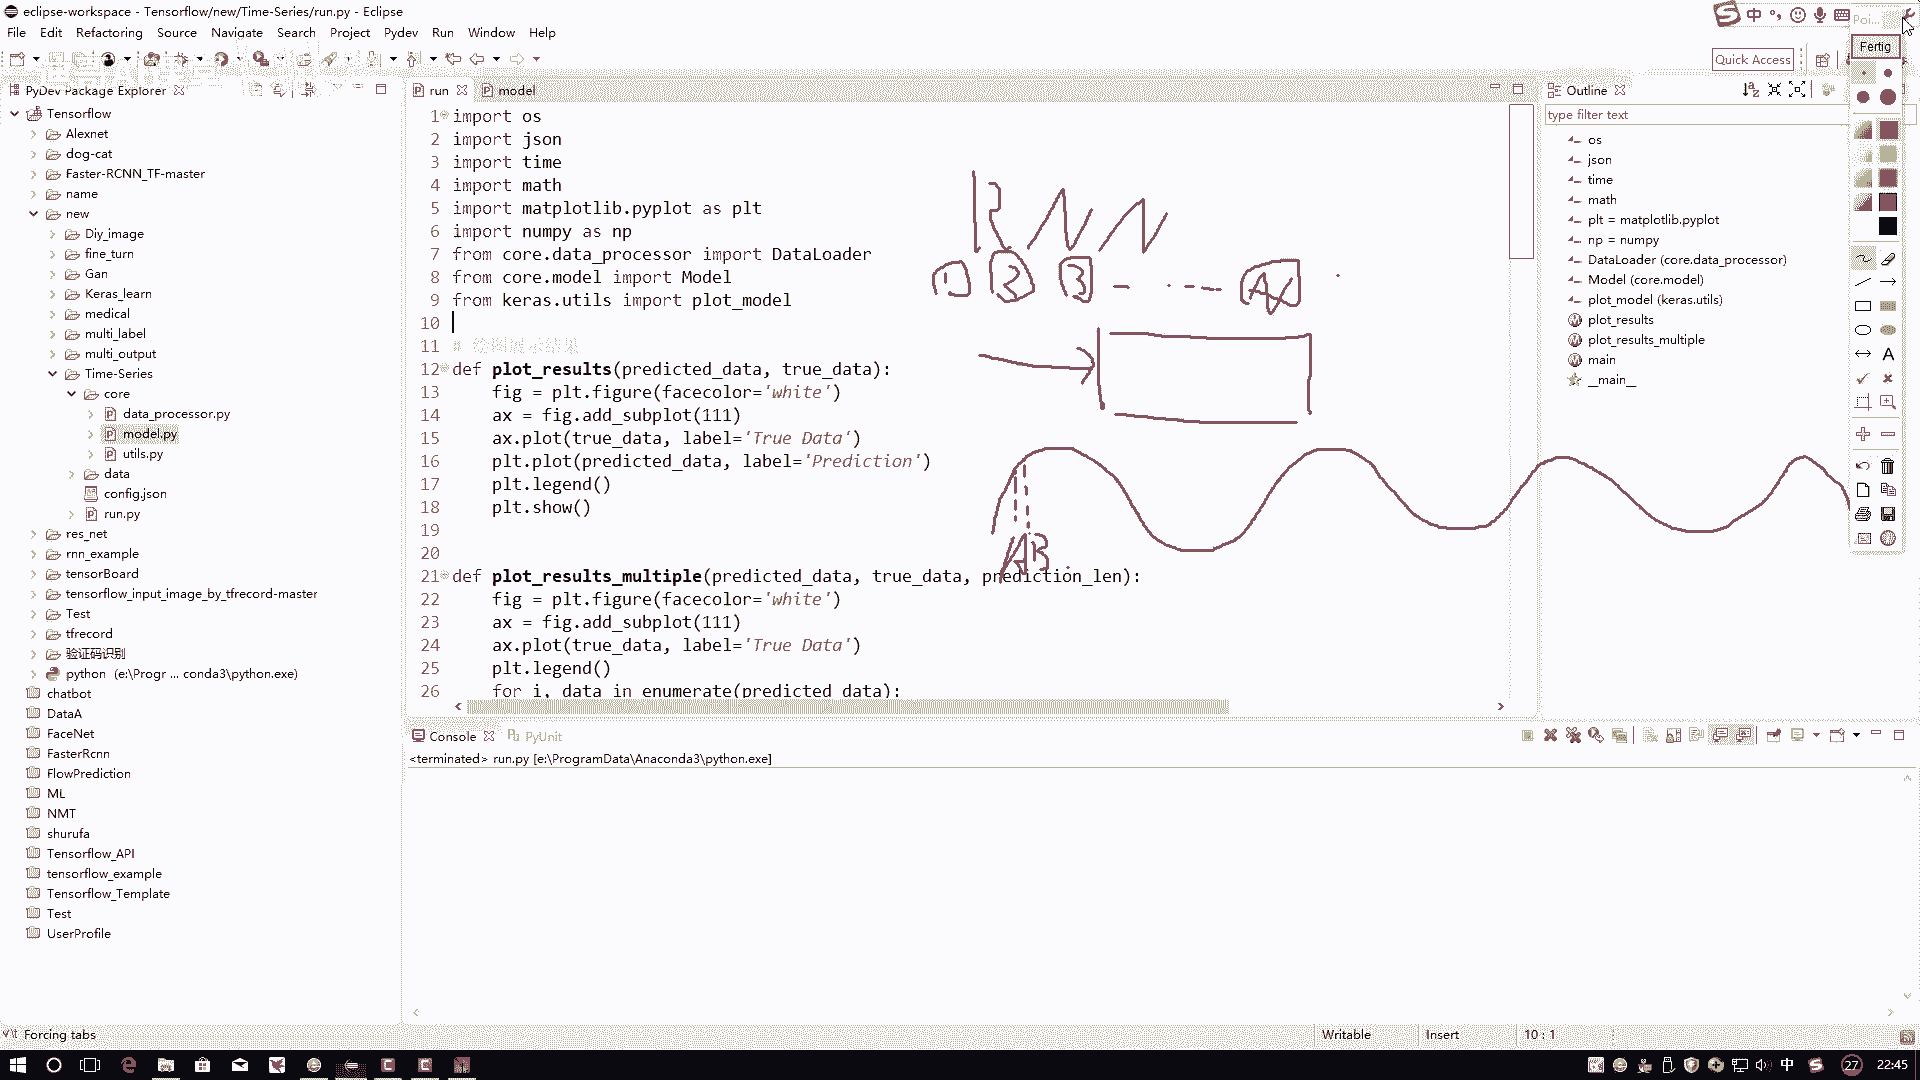 eclipse-workspace - Tensorflow/new/Time-Series/run.py - Eclipse
中
Poi...
File Edit Refactoring Source Navigate Search Project Pydev Run Window Help
Fertig
Quick Access
PyDev Package Explorer
Tensorflow
Alexnet
dog-cat
Faster-RCNN_TF-master
name
new
Diy_image
fine_turn
Gan
Keras_learn
medical
multi_label
multi_output
Time-Series
core
data_processor.py
model.py
utils.py
data
config.json
run.py
res_net
rnn_example
tensorBoard
tensorflow_input_image_by_tfrecord-master
Test
tfrecord
验证码识别
python (e:\Progr ... conda3\python.exe)
chatbot
DataA
FaceNet
FasterRcnn
FlowPrediction
ML
NMT
shurufa
Tensorflow_API
tensorflow_example
Tensorflow_Template
Test
UserProfile
run model
1 import os
2 import json
3 import time
4 import math
5 import matplotlib.pyplot as plt
6 import numpy as np
7 from core.data_processor import DataLoader
8 from core.model import Model
9 from keras.utils import plot_model
10
11 # 绘图展示结果
12 def plot_results(predicted_data, true_data):
13 fig = plt.figure(facecolor='white')
14 ax = fig.add_subplot(111)
15 ax.plot(true_data, label='True Data')
16 plt.plot(predicted_data, label='Prediction')
17 plt.legend()
18 plt.show()
19
20
21 def plot_results_multiple(predicted_data, true_data, prediction_len):
22 fig = plt.figure(facecolor='white')
23 ax = fig.add_subplot(111)
24 ax.plot(true_data, label='True Data')
25 plt.legend()
26 for i, data in enumerate(predicted_data):
RNN
1 2 3
AB
Outline
type filter text
os
json
time
math
plt = matplotlib.pyplot
np = numpy
DataLoader (core.data_processor)
Model (core.model)
plot_model (keras.utils)
plot_results
plot_results_multiple
main
__main__
A
Console PyUnit
<terminated> run.py [e:\ProgramData\Anaconda3\python.exe]
Forcing tabs
Writable Insert 10 : 1
中 27 22:45